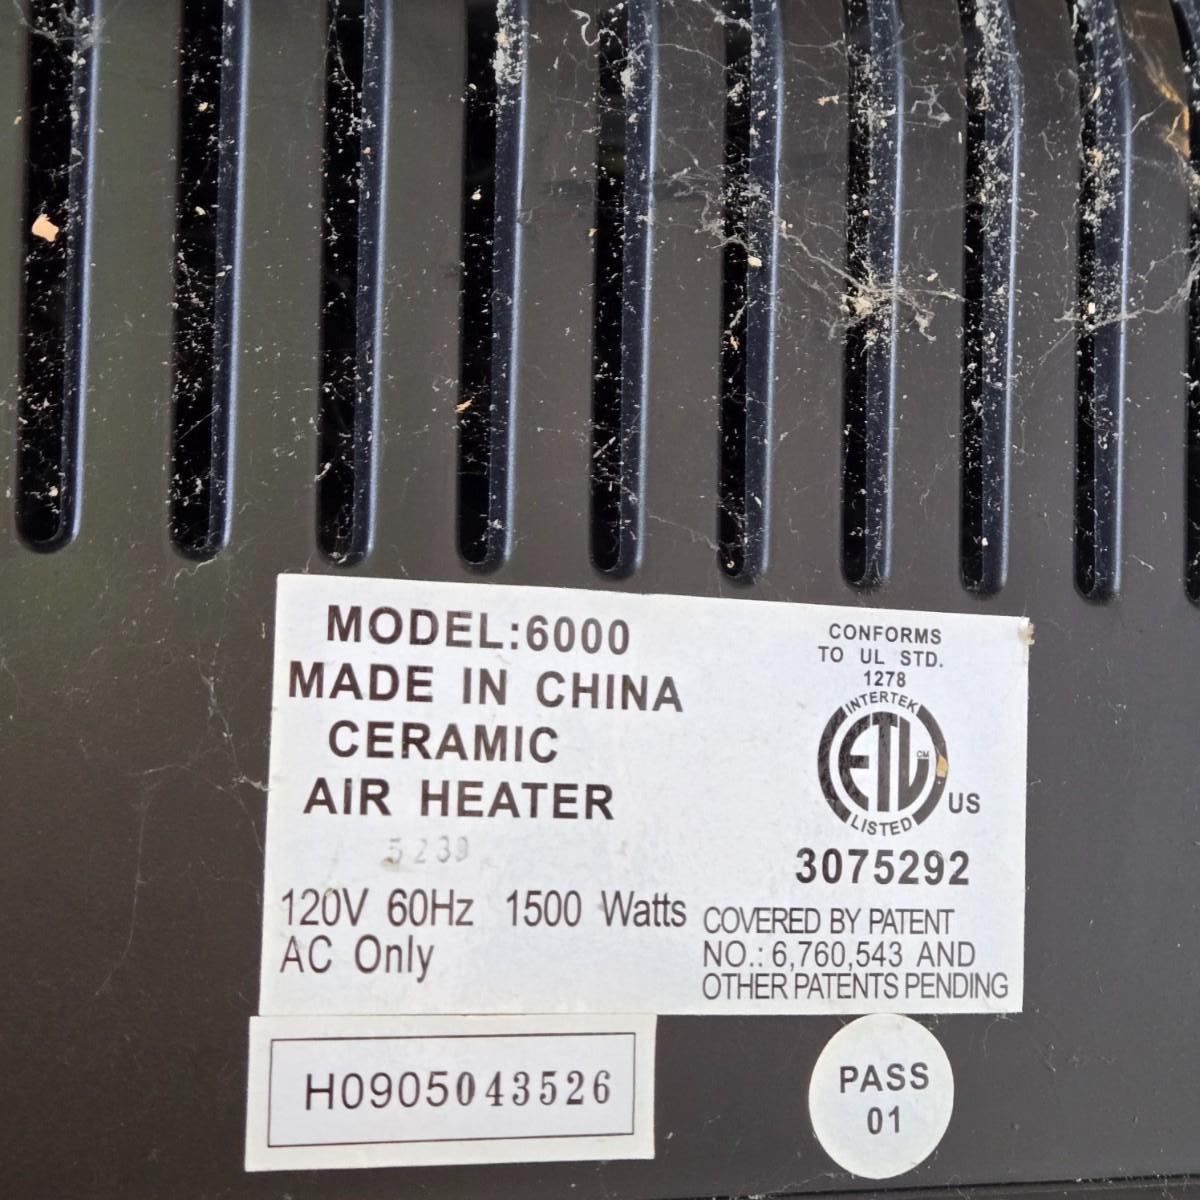 MODEL:6000
MADE IN CHINA
CERAMIC
AIR HEATER
5239
120V 60Hz 1500 Watts
AC Only
CONFORMS
TO UL STD.
1278
INTERTEK
ETL CM
LISTED
US
3075292
COVERED BY PATENT
NO.: 6,760,543 AND
OTHER PATENTS PENDING
H0905043526
PASS
01